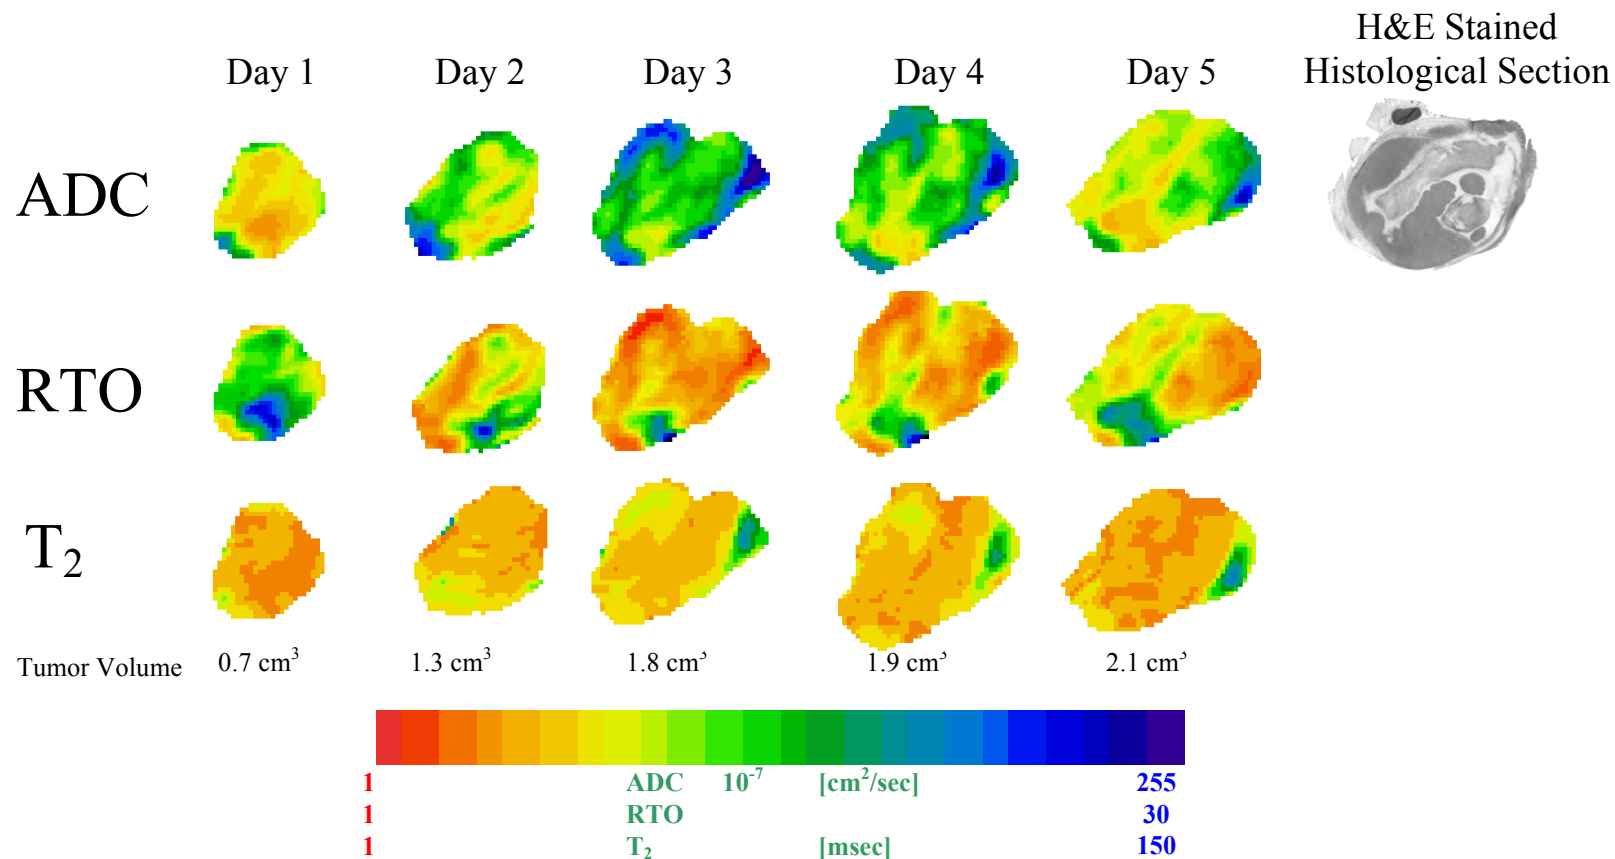 H&E Stained
Histological Section
Day 1 Day 2 Day 3 Day 4 Day 5
ADC
RTO
T₂
Tumor Volume 0.7 cm³ 1.3 cm³ 1.8 cm³ 1.9 cm³ 2.1 cm³
1 ADC 10⁻⁷ [cm²/sec] 255
1 RTO 30
1 T₂ [msec] 150